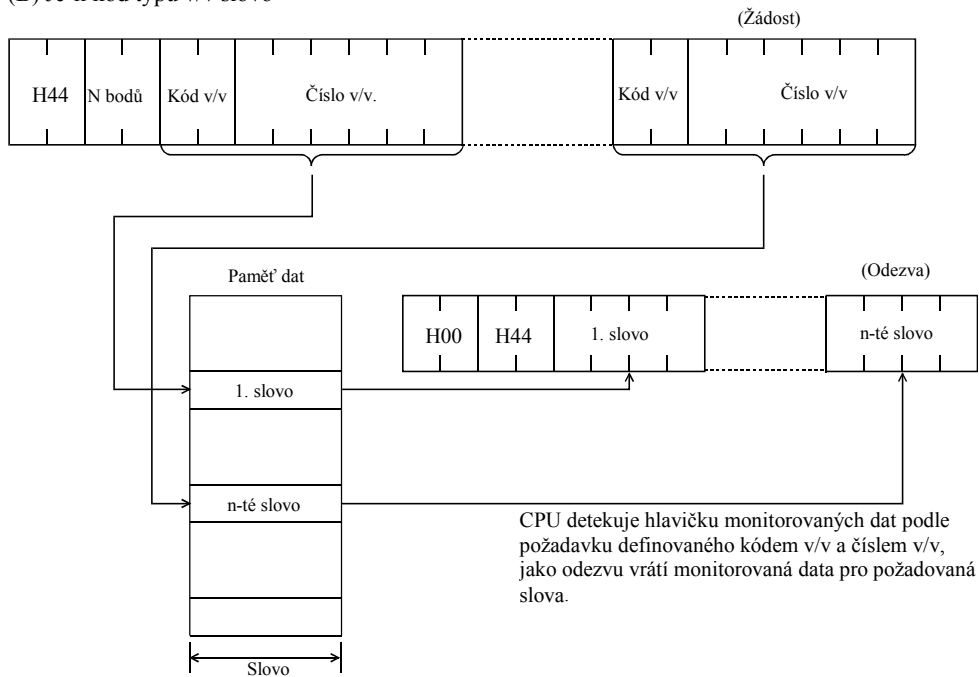 (Žádost)
H44 N bodů Kód v/v Číslo v/v. Kód v/v Číslo v/v
Paměť dat
(Odezva)
H00 H44 1. slovo n-té slovo
1. slovo
n-té slovo
CPU detekuje hlavičku monitorovaných dat podle
požadavku definovaného kódem v/v a číslem v/v,
jako odezvu vrátí monitorovaná data pro požadovaná
slova.
Slovo